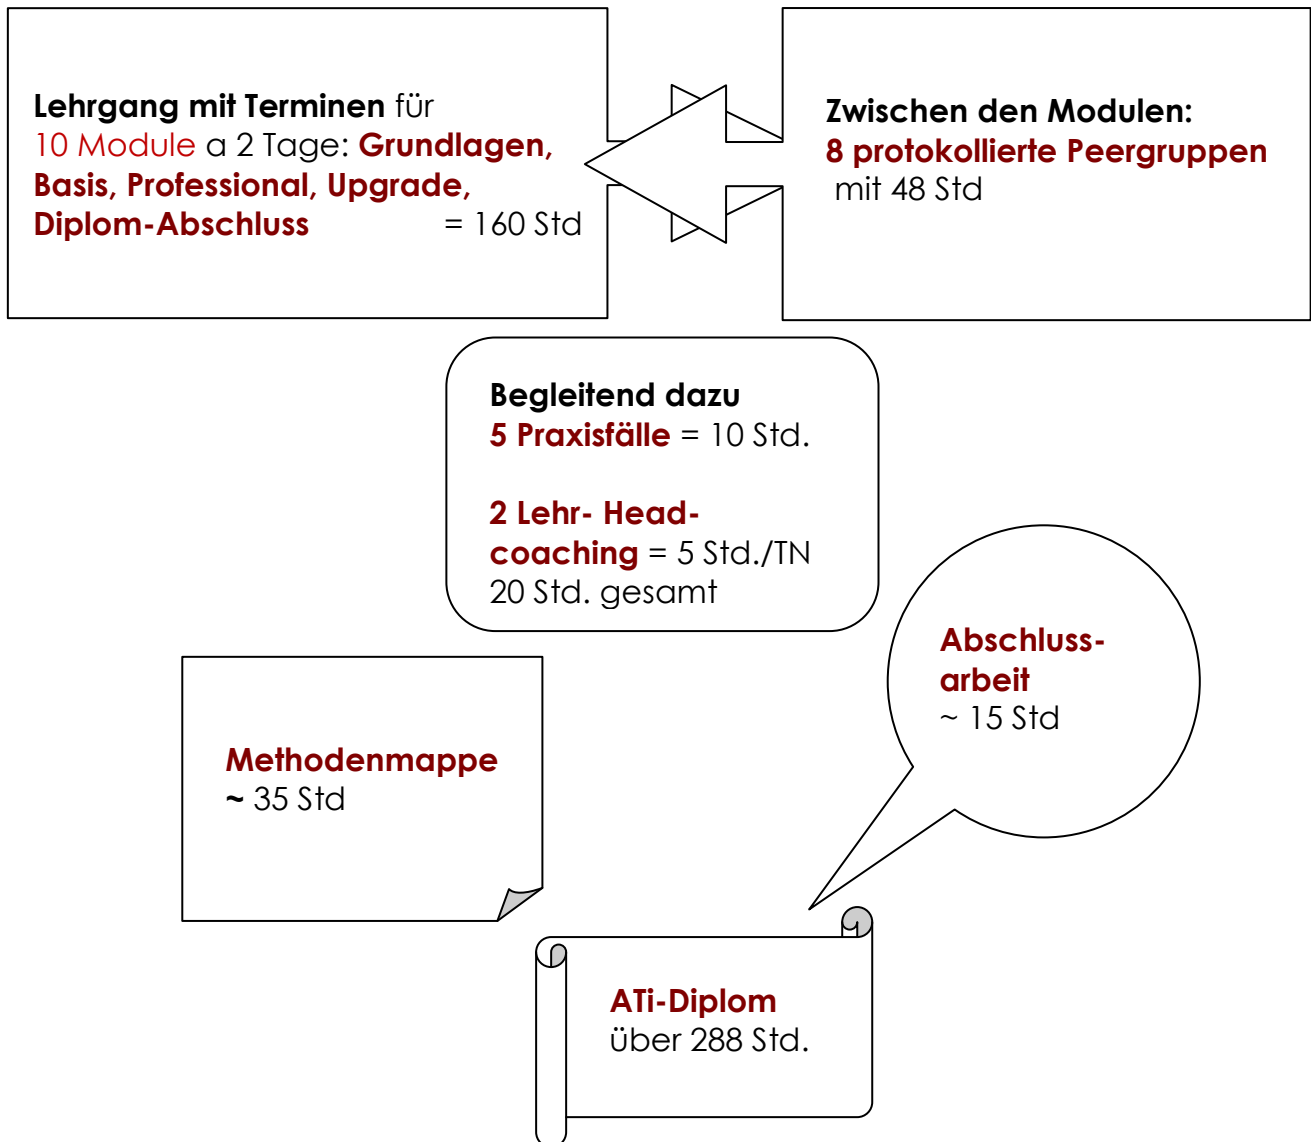 Lehrgang mit Terminen für
10 Module a 2 Tage: Grundlagen,
Basis, Professional, Upgrade,
Diplom-Abschluss = 160 Std
Zwischen den Modulen:
8 protokollierte Peergruppen
mit 48 Std
Begleitend dazu
5 Praxisfälle = 10 Std.
2 Lehr- Head-
coaching = 5 Std./TN
20 Std. gesamt
Abschluss-
arbeit
~ 15 Std
Methodenmappe
~ 35 Std
ATi-Diplom
über 288 Std.